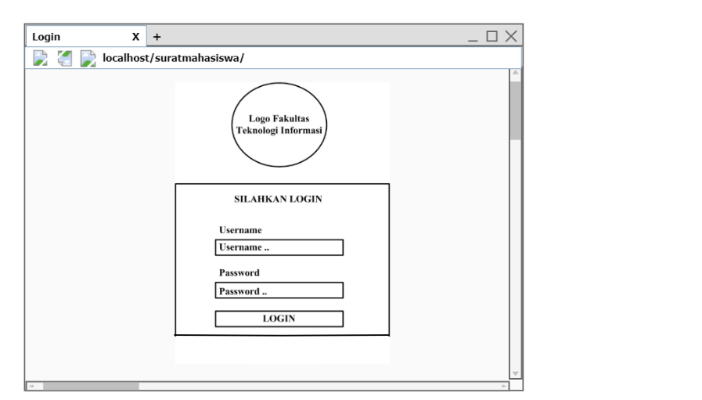 Login X +
localhost/suratmahasiswa/
Logo Fakultas
Teknologi Informasi
SILAHKAN LOGIN
Username
Username ..
Password
Password ..
LOGIN